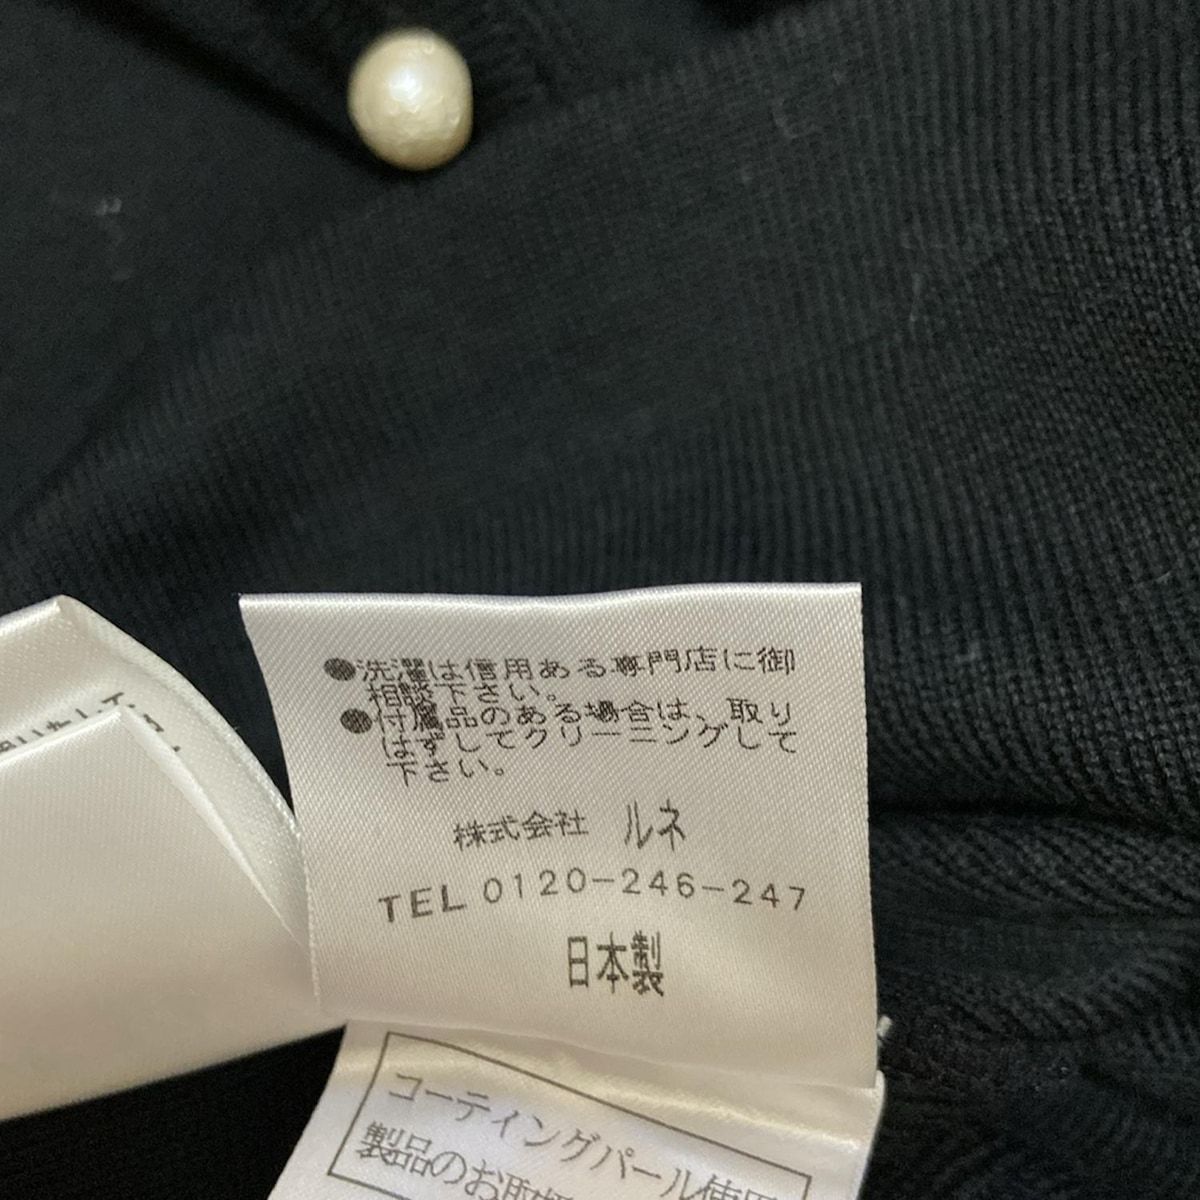 ●洗濯は信用ある専門店に御
相談下さい。
●付属品のある場合は、取り
はずしてクリーニングして
下さい。
株式会社 ルネ
TEL 0120-246-247
日本製
コーティングパール使用
製品のお取扱